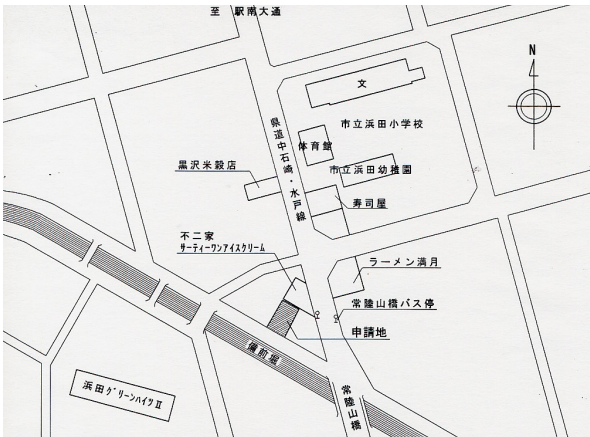 至 駅南大通
N
文
市立浜田小学校
体育館
県道中石崎・水戸線
黒沢米穀店
市立浜田幼稚園
寿司屋
不二家
サーティーワンアイスクリーム
ラーメン満月
常陸山橋バス停
申請地
備前堀
浜田グリーンハイツⅡ
常陸山橋